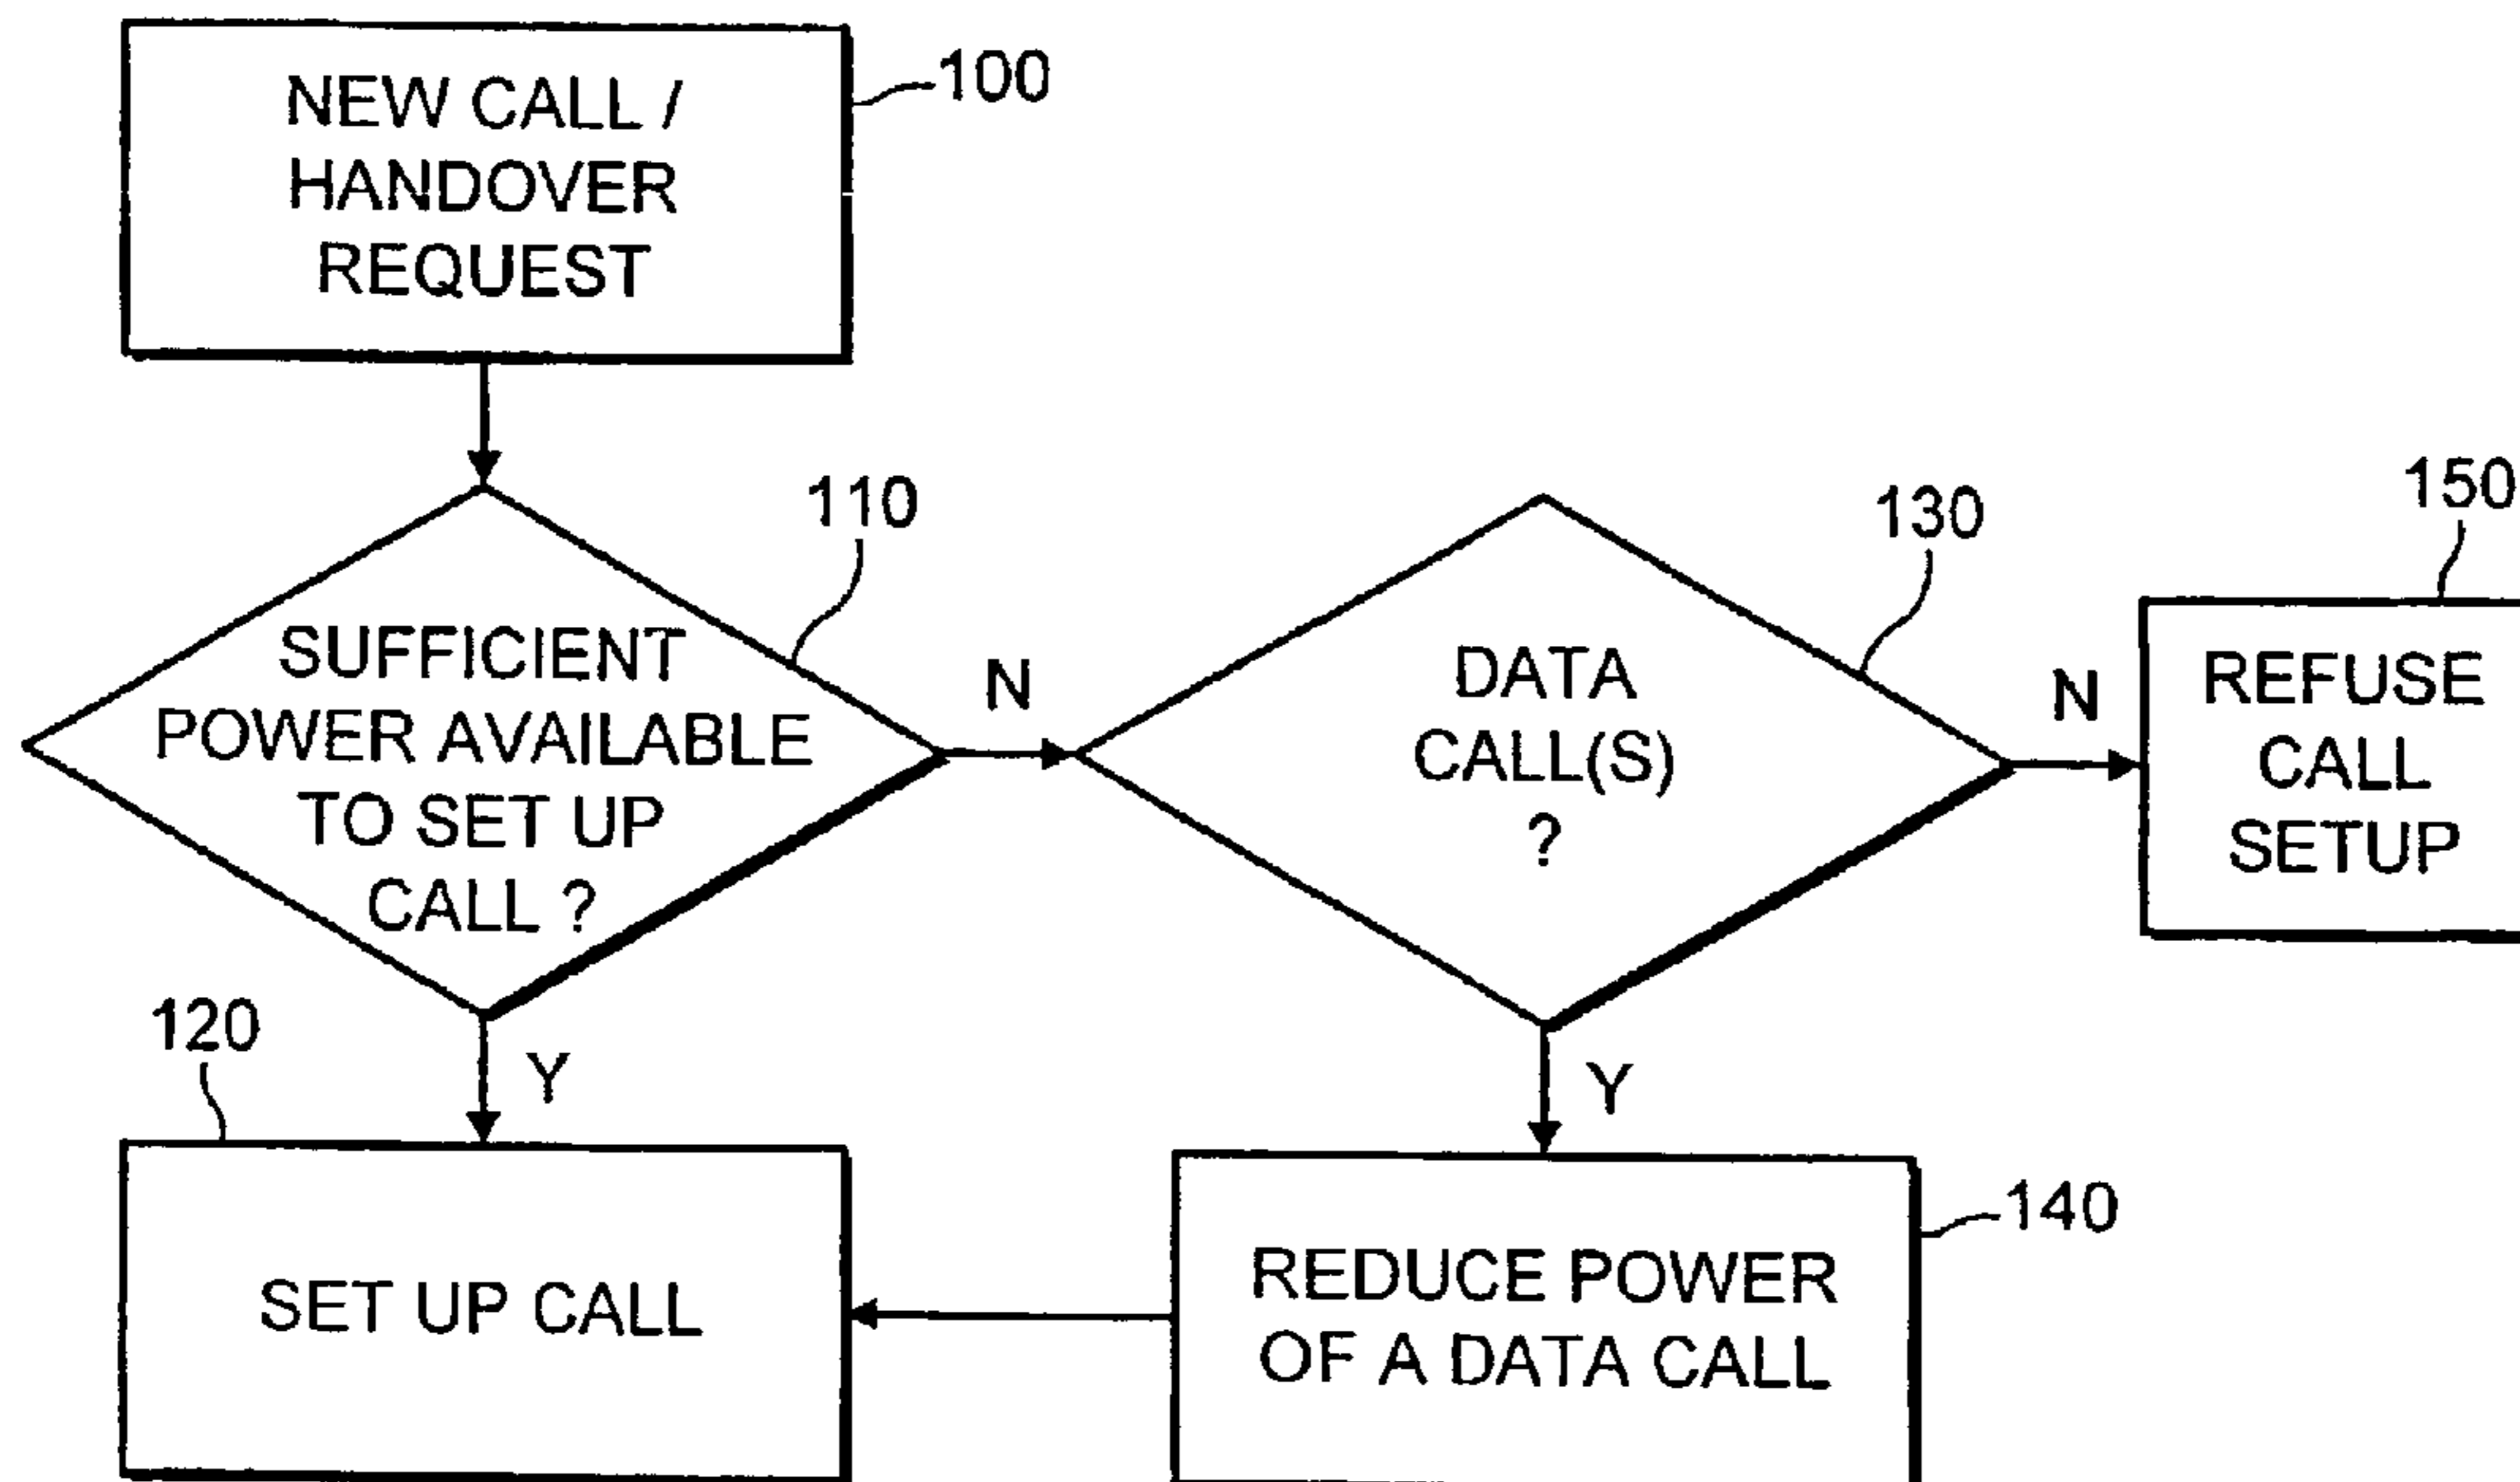 NEW CALL /
HANDOVER
REQUEST
100
110
SUFFICIENT
POWER AVAILABLE
TO SET UP
CALL ?
N
Y
130
DATA
CALL(S)
?
N
Y
150
REFUSE
CALL
SETUP
120
SET UP CALL
140
REDUCE POWER
OF A DATA CALL